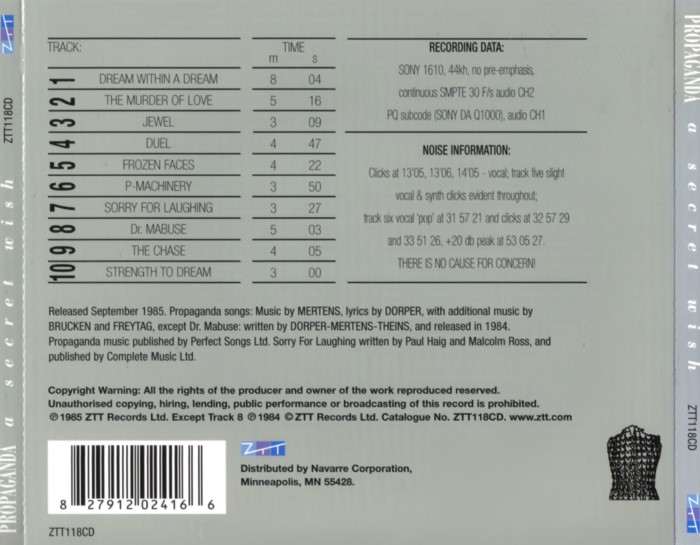 TRACK:
TIME
m s
1 DREAM WITHIN A DREAM 8 04
2 THE MURDER OF LOVE 5 16
3 JEWEL 3 09
4 DUEL 4 47
5 FROZEN FACES 4 22
6 P-MACHINERY 3 50
7 SORRY FOR LAUGHING 3 27
8 Dr. MABUSE 5 03
9 THE CHASE 4 05
10 STRENGTH TO DREAM 3 00
RECORDING DATA:
SONY 1610, 44kh, no pre-emphasis,
continuous SMPTE 30 F/s audio CH2
PQ subcode (SONY DA Q1000), audio CH1
NOISE INFORMATION:
Clicks at 13'05, 13'06, 14'05 - vocal; track five slight
vocal & synth clicks evident throughout;
track six vocal 'pop' at 31 57 21 and clicks at 32 57 29
and 33 51 26, +20 db peak at 53 05 27.
THERE IS NO CAUSE FOR CONCERN!
Released September 1985. Propaganda songs: Music by MERTENS, lyrics by DORPER, with additional music by
BRUCKEN and FREYTAG, except Dr. Mabuse: written by DORPER-MERTENS-THEINS, and released in 1984.
Propaganda music published by Perfect Songs Ltd. Sorry For Laughing written by Paul Haig and Malcolm Ross, and
published by Complete Music Ltd.
Copyright Warning: All the rights of the producer and owner of the work reproduced reserved.
Unauthorised copying, hiring, lending, public performance or broadcasting of this record is prohibited.
℗ 1985 ZTT Records Ltd. Except Track 8 ℗ 1984 © ZTT Records Ltd. Catalogue No. ZTT118CD. www.ztt.com
ZTT
Distributed by Navarre Corporation,
Minneapolis, MN 55428.
8 27912 02416 6
ZTT118CD
PROPAGANDA a secret wish ZTT118CD ZTT
PROPAGANDA a secret wish ZTT118CD ZTT